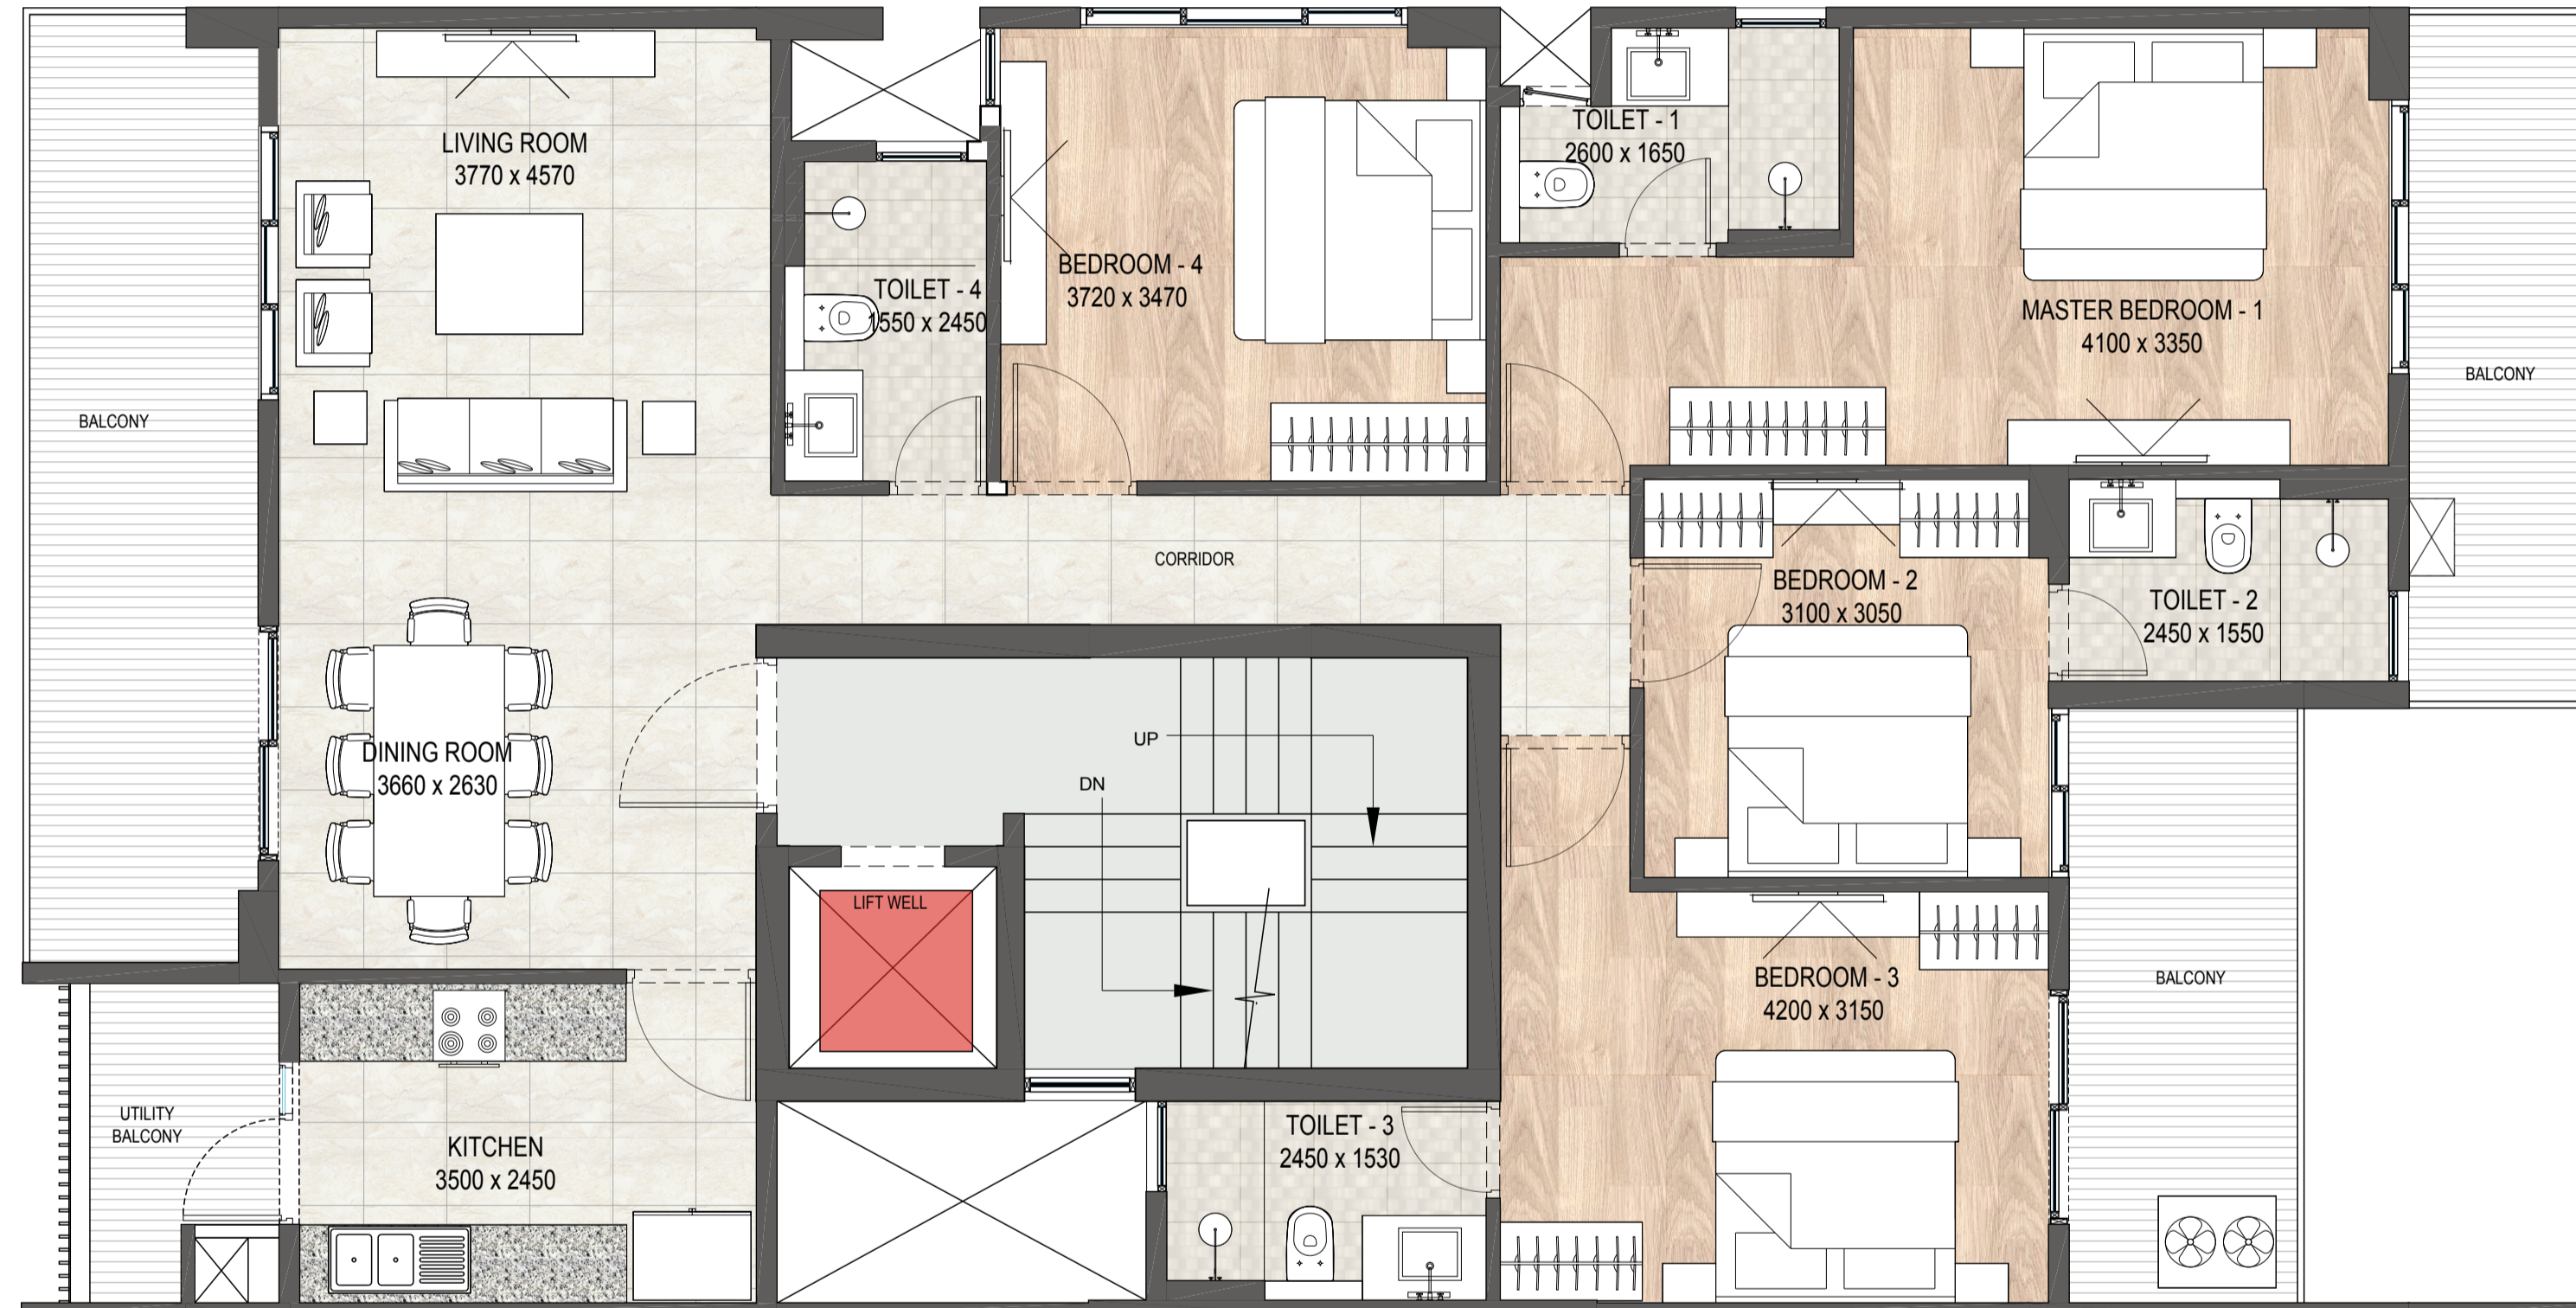 LIVING ROOM
3770 x 4570
TOILET - 4
1550 x 2450
BEDROOM - 4
3720 x 3470
TOILET - 1
2600 x 1650
MASTER BEDROOM - 1
4100 x 3350
BALCONY
BALCONY
CORRIDOR
BEDROOM - 2
3100 x 3050
TOILET - 2
2450 x 1550
DINING ROOM
3660 x 2630
UP
DN
LIFT WELL
BEDROOM - 3
4200 x 3150
BALCONY
UTILITY
BALCONY
KITCHEN
3500 x 2450
TOILET - 3
2450 x 1530